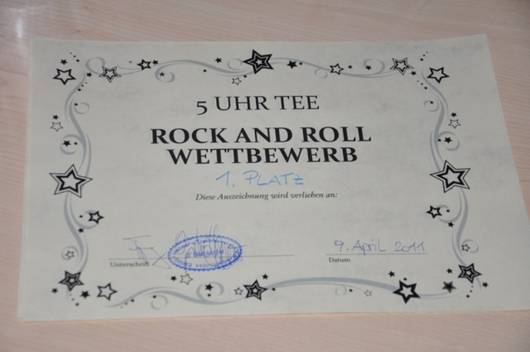 5 UHR TEE
ROCK AND ROLL
WETTBEWERB
1. PLATZ
Diese Auszeichnung wird verliehen an:
9. April 2011
Unterschrift
Datum